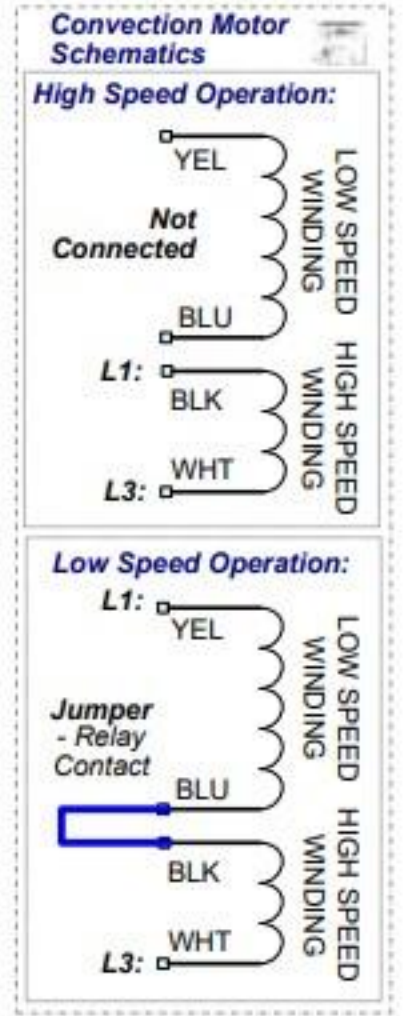 Convection Motor
Schematics
High Speed Operation:
YEL
Not
Connected
BLU
LOW SPEED
WINDING
L1:
BLK
WHT
L3:
HIGH SPEED
WINDING
Low Speed Operation:
L1:
YEL
Jumper
- Relay
Contact
BLU
LOW SPEED
WINDING
BLK
WHT
L3:
HIGH SPEED
WINDING